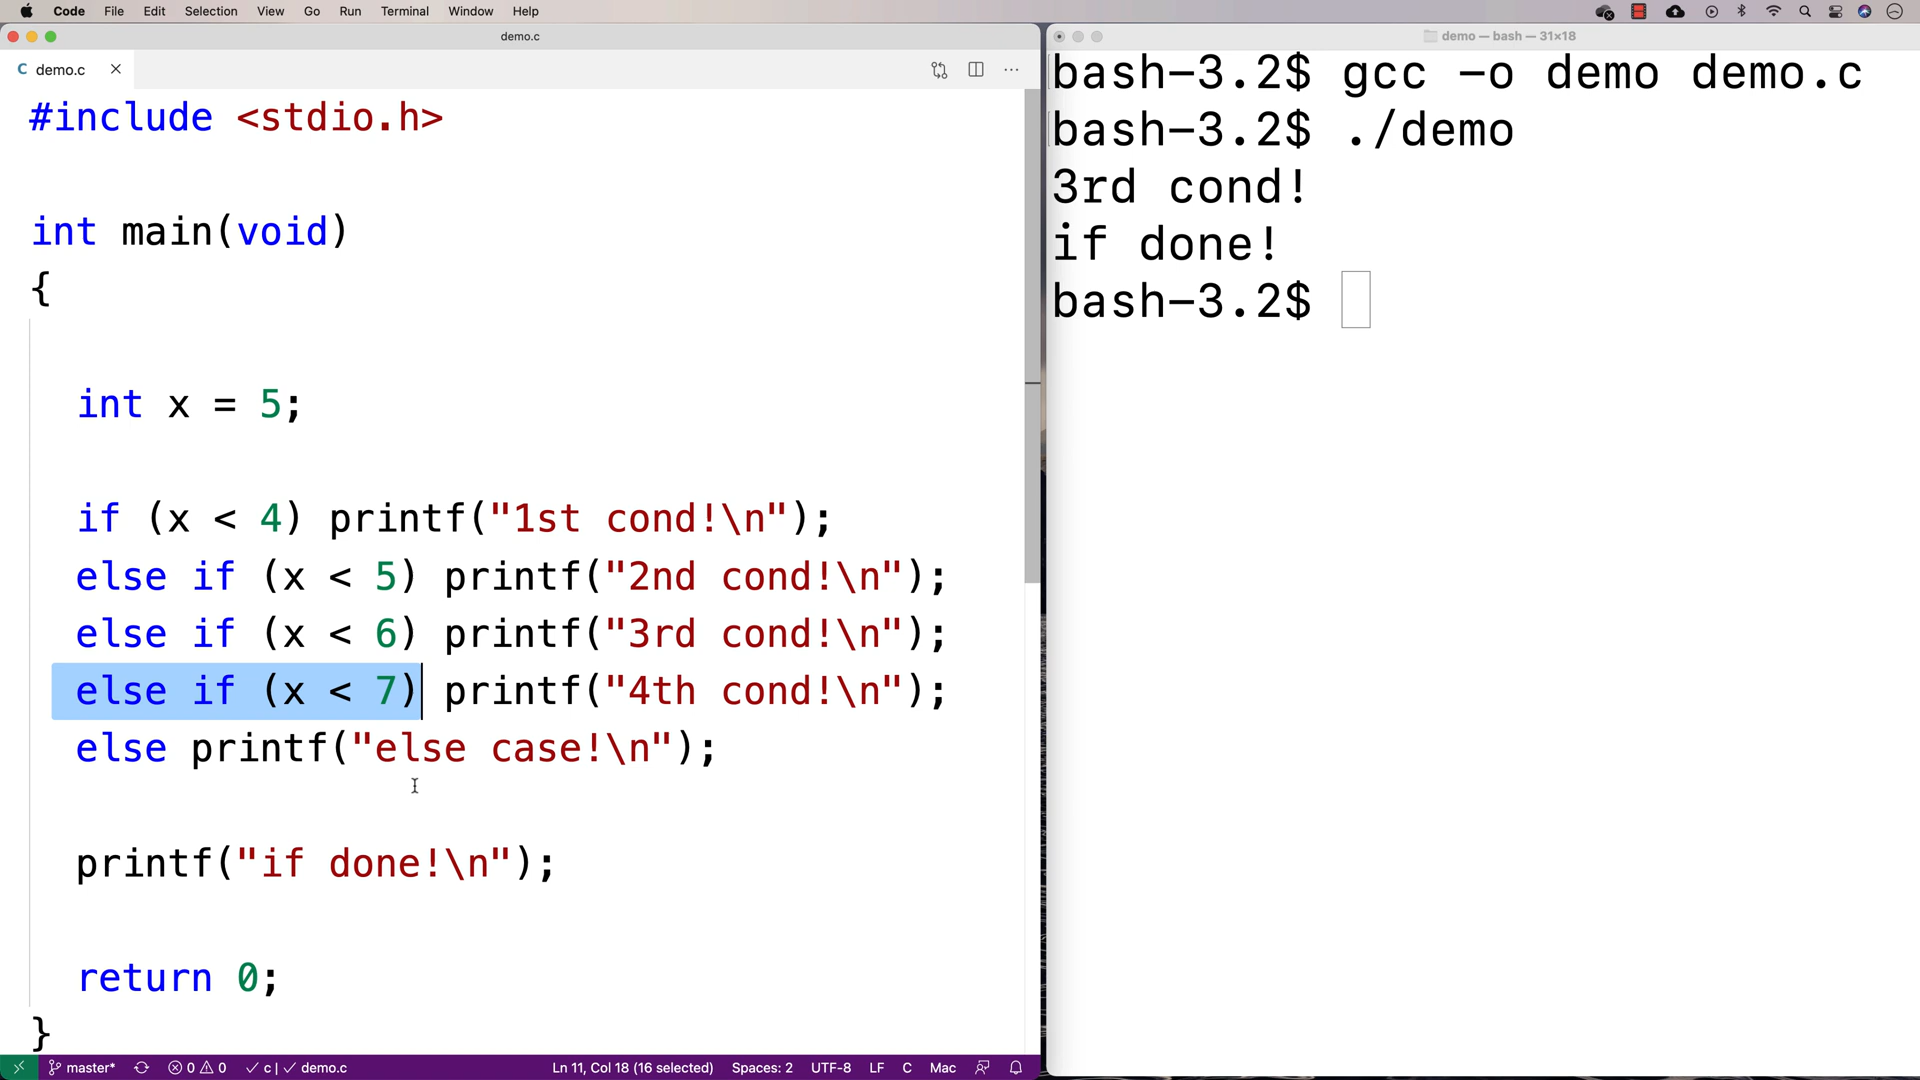 Code File Edit Selection View Go Run Terminal Window Help
demo.c
C demo.c
#include <stdio.h>
int main(void)
{
int x = 5;
if (x < 4) printf("1st cond!\n");
else if (x < 5) printf("2nd cond!\n");
else if (x < 6) printf("3rd cond!\n");
else if (x < 7) printf("4th cond!\n");
else printf("else case!\n");
printf("if done!\n");
return 0;
}
master* 0 0 c | demo.c Ln 11, Col 18 (16 selected) Spaces: 2 UTF-8 LF C Mac
demo — bash — 31×18
bash-3.2$ gcc -o demo demo.c
bash-3.2$ ./demo
3rd cond!
if done!
bash-3.2$